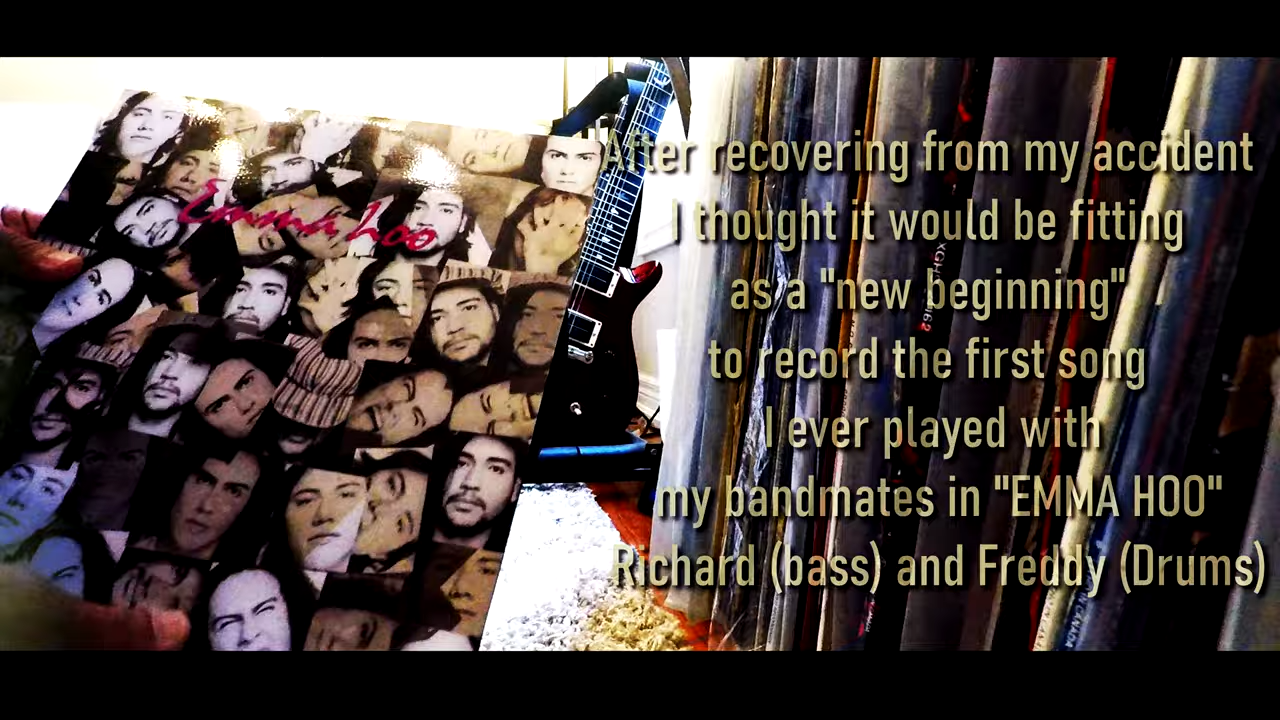 Emma Hoo
"After recovering from my accident
I thought it would be fitting
as a "new beginning"
to record the first song
I ever played with
my bandmates in "EMMA HOO"
Richard (bass) and Freddy (Drums)